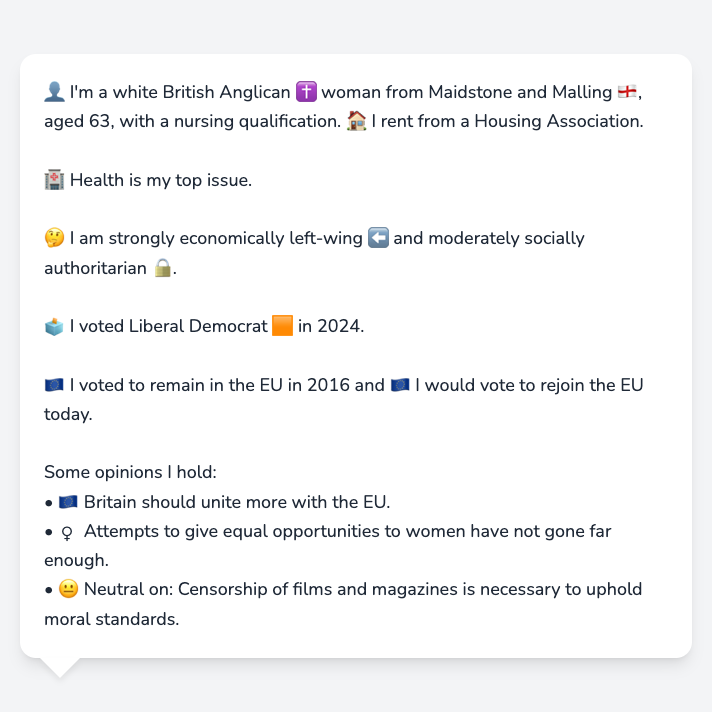 👤 I'm a white British Anglican ✝️ woman from Maidstone and Malling 🏴󠁧󠁢󠁥󠁮󠁧󠁿,
aged 63, with a nursing qualification. 🏠 I rent from a Housing Association.
🏥 Health is my top issue.
🤔 I am strongly economically left-wing ⬅️ and moderately socially
authoritarian 🔒.
🗳️ I voted Liberal Democrat 🟧 in 2024.
🇪🇺 I voted to remain in the EU in 2016 and 🇪🇺 I would vote to rejoin the EU
today.
Some opinions I hold:
• 🇪🇺 Britain should unite more with the EU.
• ♀ Attempts to give equal opportunities to women have not gone far
enough.
• 😐 Neutral on: Censorship of films and magazines is necessary to uphold
moral standards.